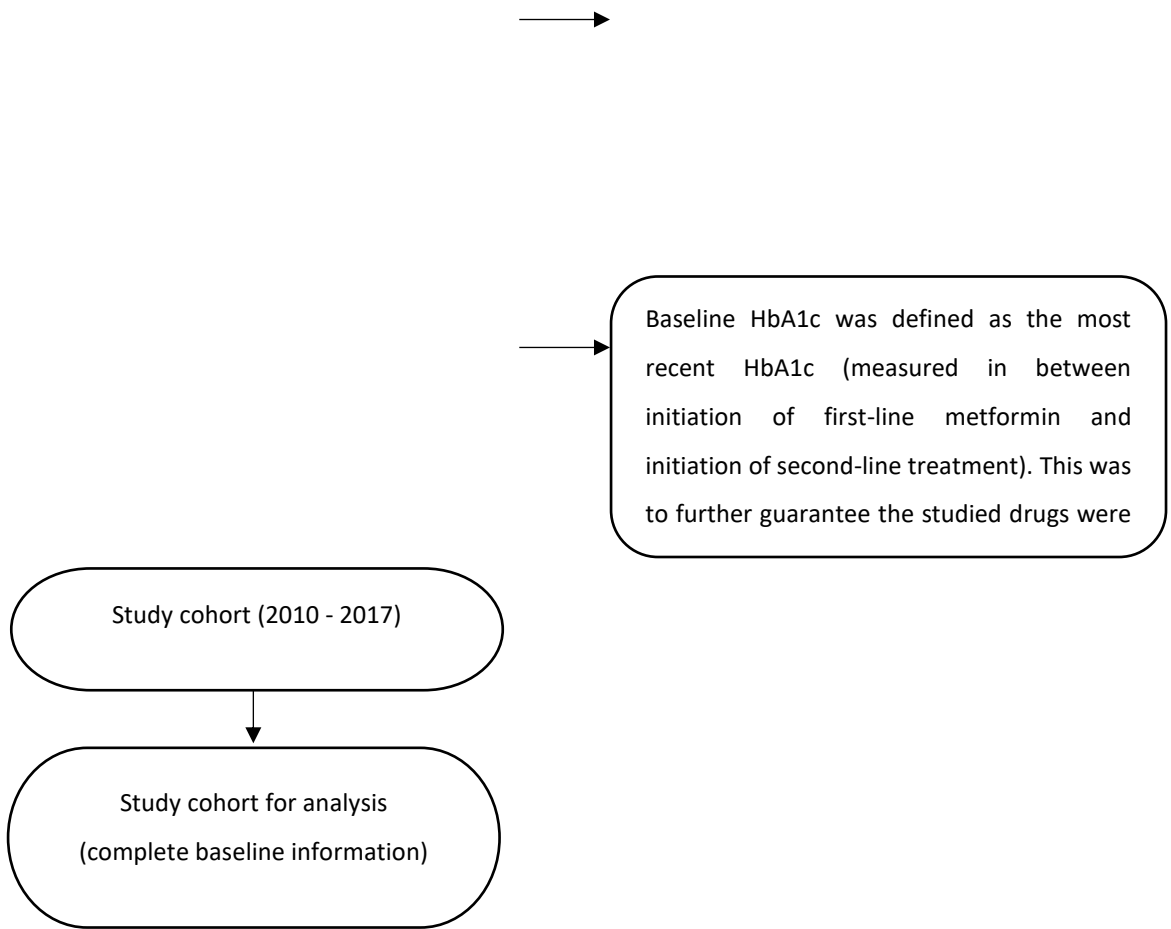 Baseline HbA1c was defined as the most
recent HbA1c (measured in between
initiation of first-line metformin and
initiation of second-line treatment). This was
to further guarantee the studied drugs were
Study cohort (2010 - 2017)
Study cohort for analysis
(complete baseline information)